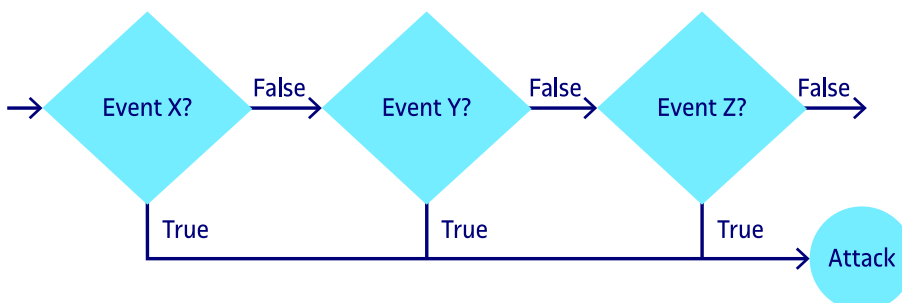 Event X?
False
Event Y?
False
Event Z?
False
True
True
True
Attack